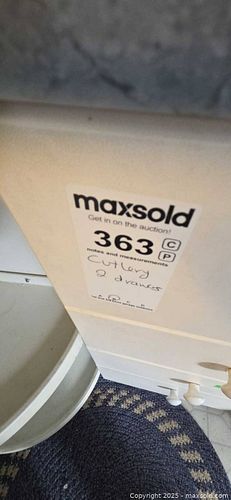 maxsold
Get in on the auction!
363 C
P
notes and measurements
Cutlery
2 drawers
Copyright 2025 - maxsold.com